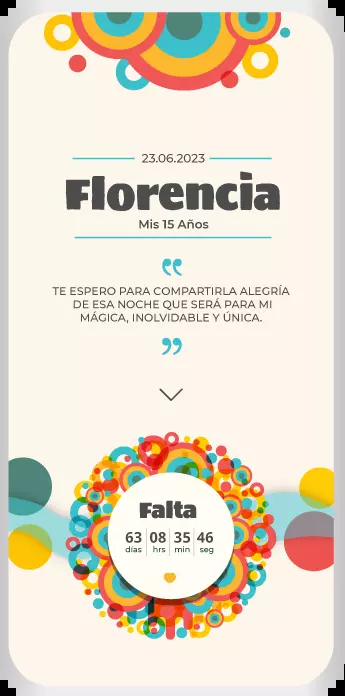 23.06.2023
Florencia
Mis 15 Años
“
TE ESPERO PARA COMPARTIRLA ALEGRÍA
DE ESA NOCHE QUE SERÁ PARA MI
MÁGICA, INOLVIDABLE Y ÚNICA.
”
Falta
63 08 35 46
días hrs min seg